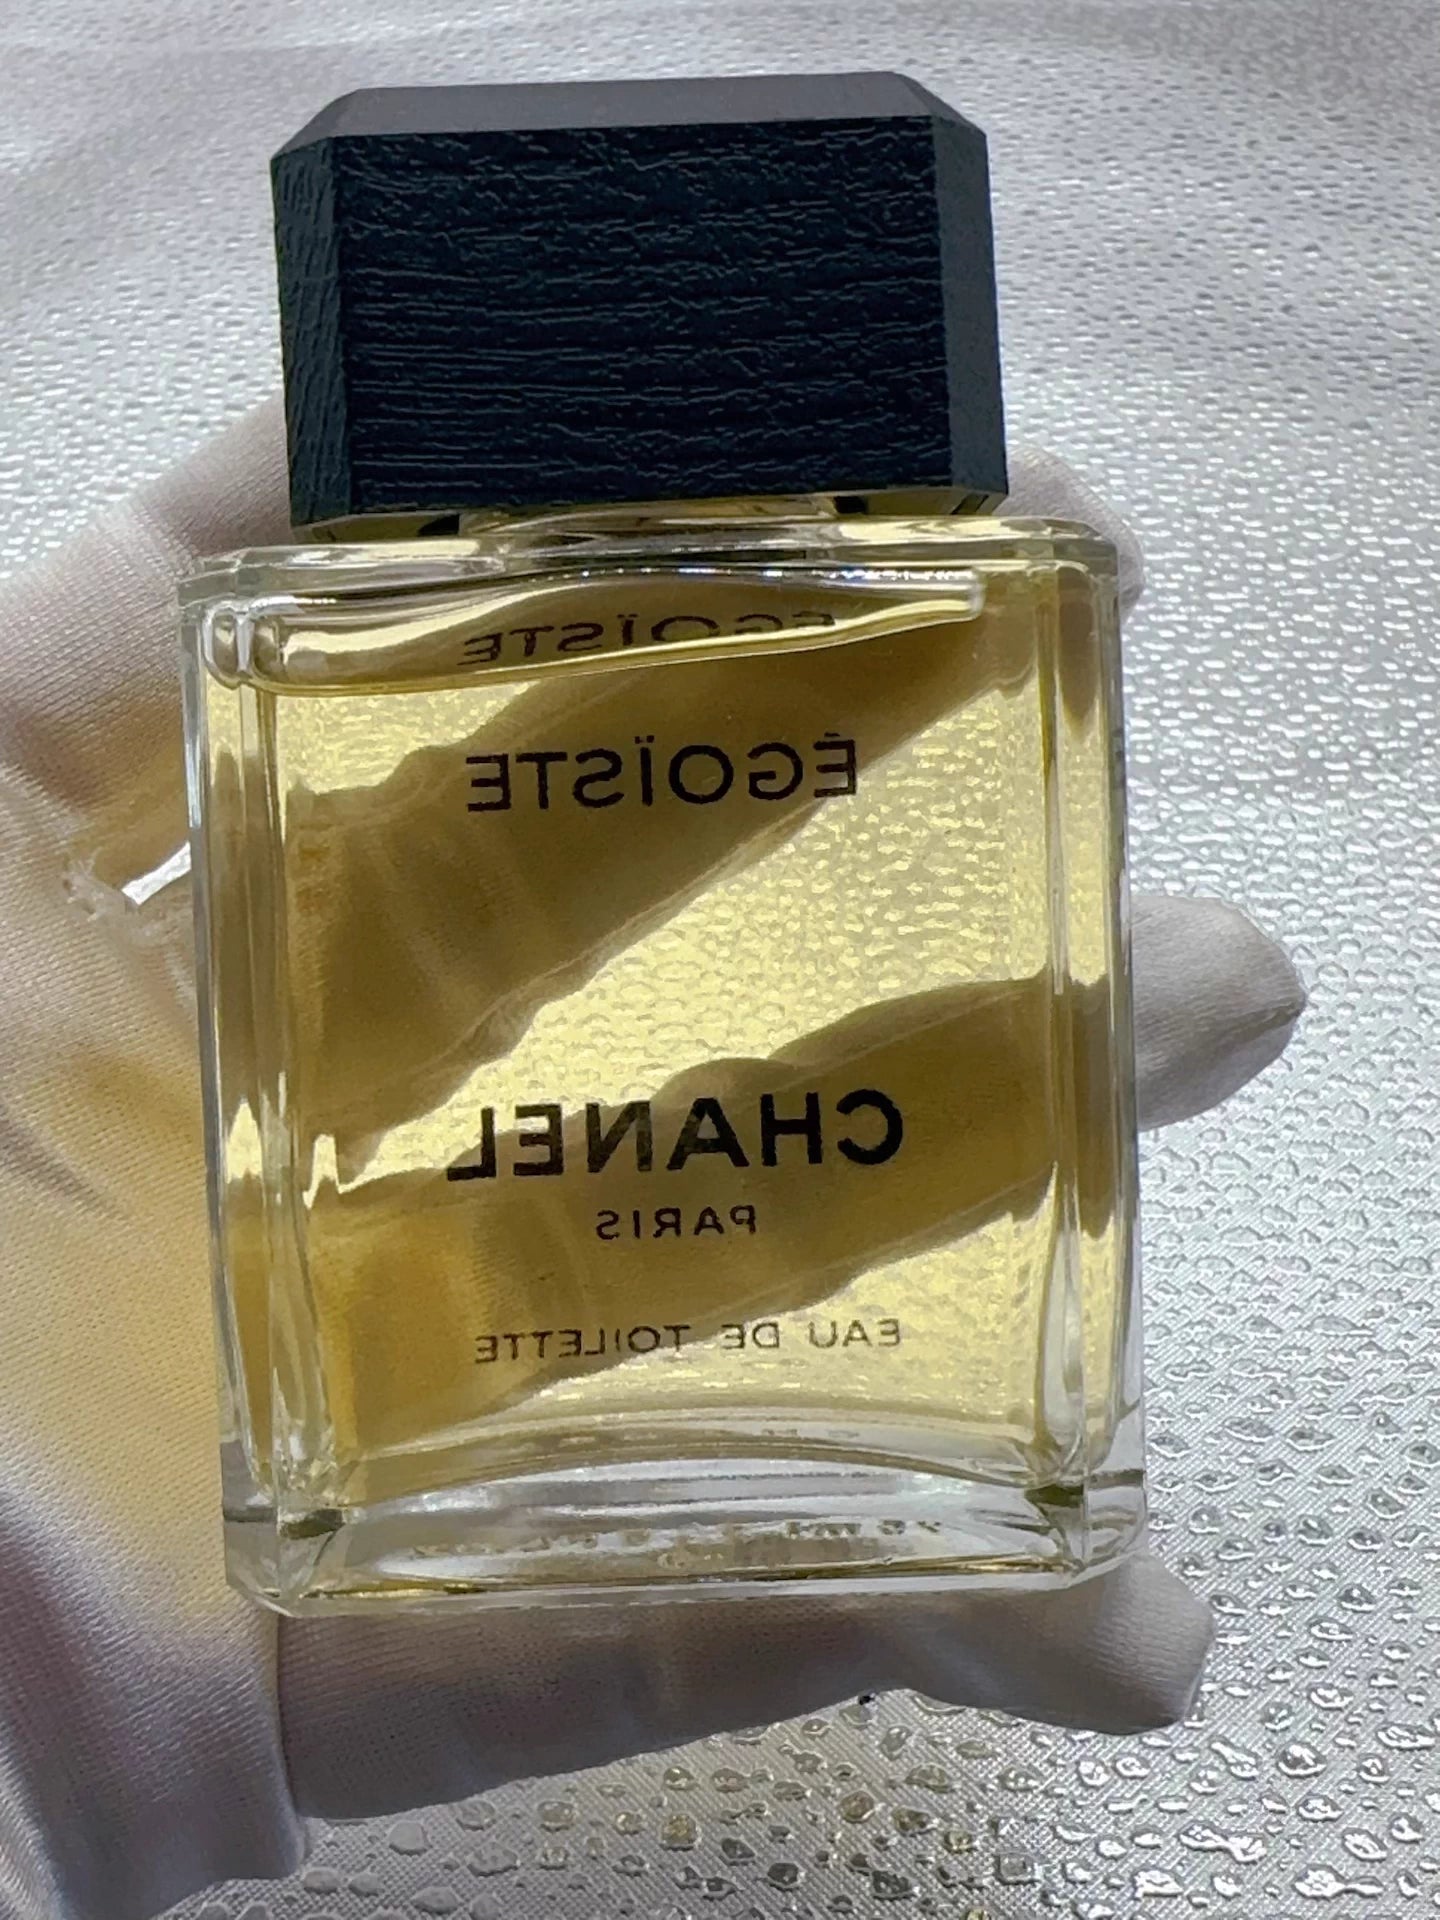 ÉGOÏSTE
ÉGOÏSTE
CHANEL
PARIS
EAU DE TOILETTE